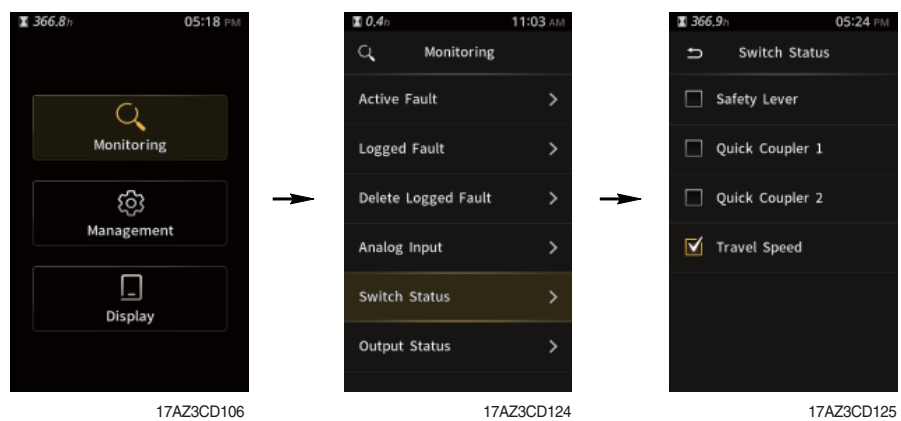 366.8h 05:18 PM
Monitoring
Management
Display
17AZ3CD106
0.4h 11:03 AM
Monitoring
Active Fault
Logged Fault
Delete Logged Fault
Analog Input
Switch Status
Output Status
17AZ3CD124
366.9h 05:24 PM
Switch Status
Safety Lever
Quick Coupler 1
Quick Coupler 2
Travel Speed
17AZ3CD125